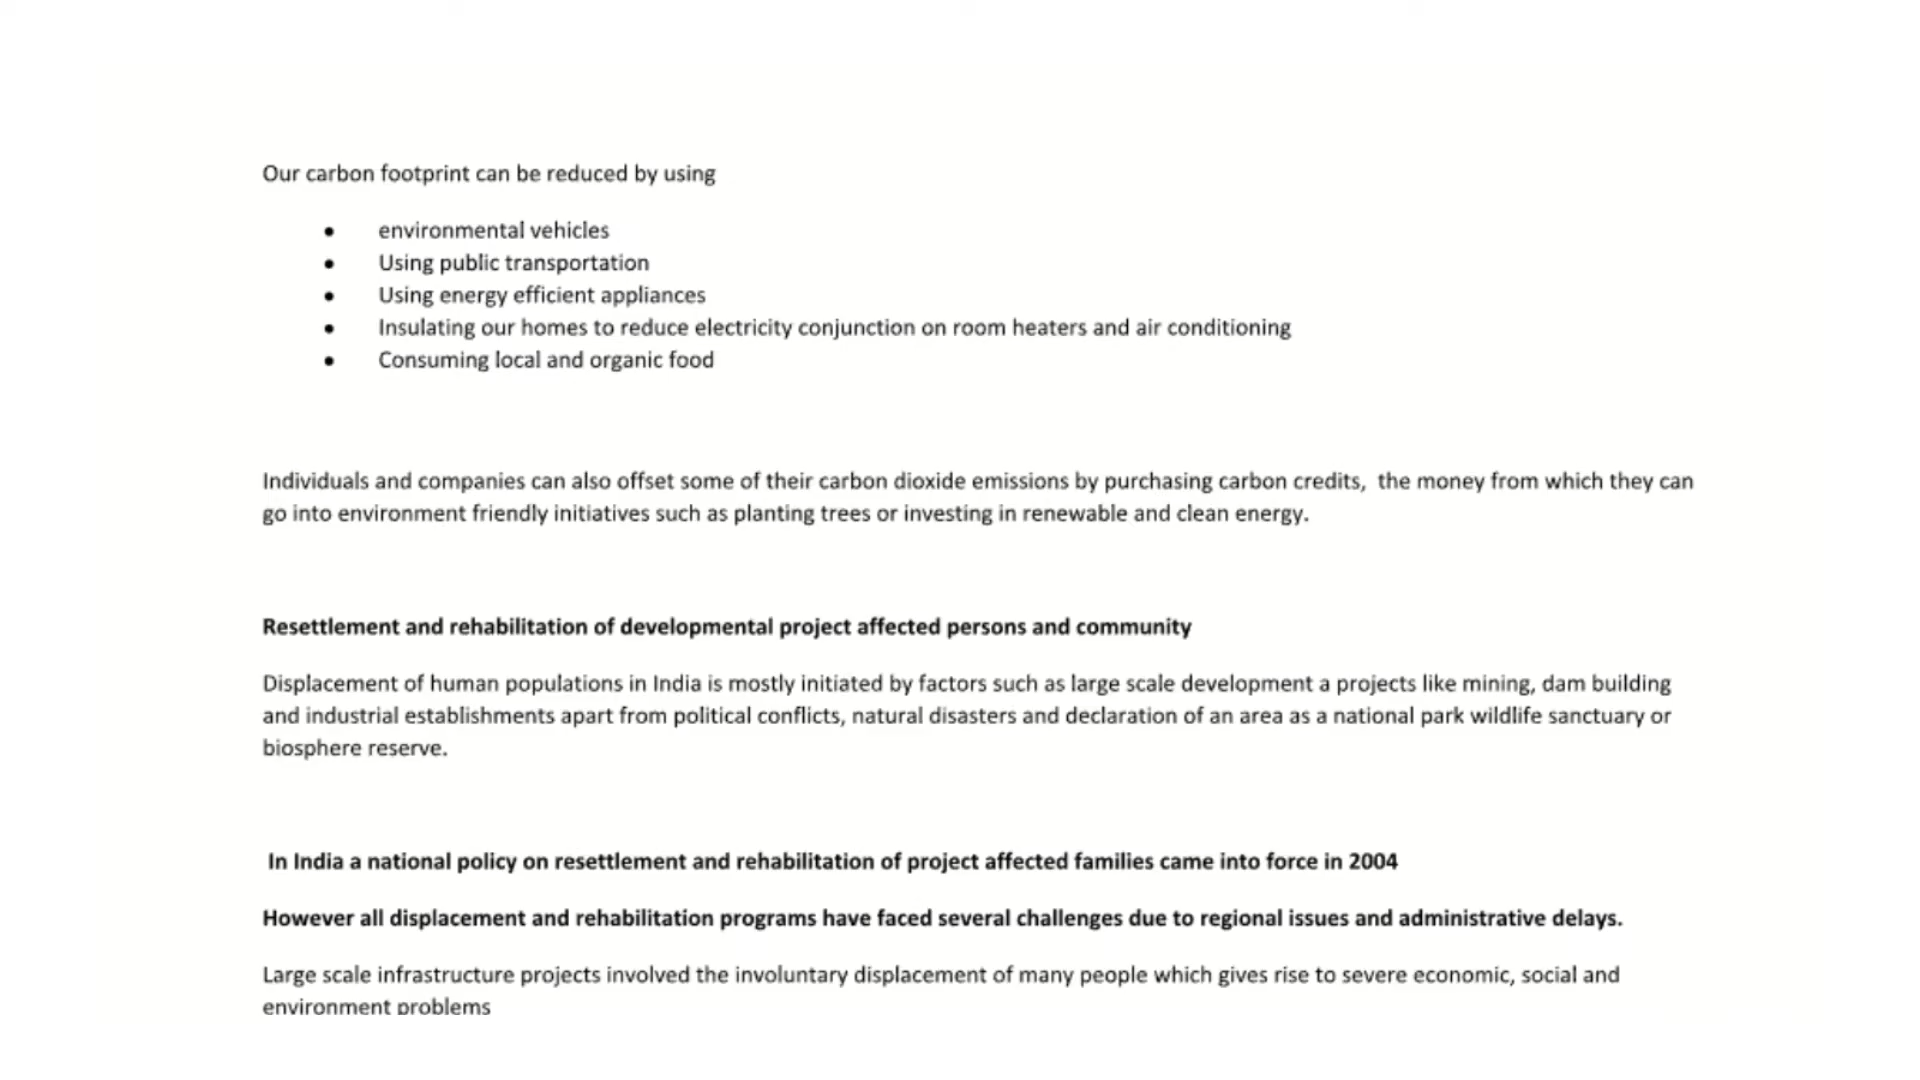 Our carbon footprint can be reduced by using
• environmental vehicles
• Using public transportation
• Using energy efficient appliances
• Insulating our homes to reduce electricity conjunction on room heaters and air conditioning
• Consuming local and organic food
Individuals and companies can also offset some of their carbon dioxide emissions by purchasing carbon credits,  the money from which they can
go into environment friendly initiatives such as planting trees or investing in renewable and clean energy.
Resettlement and rehabilitation of developmental project affected persons and community
Displacement of human populations in India is mostly initiated by factors such as large scale development a projects like mining, dam building
and industrial establishments apart from political conflicts, natural disasters and declaration of an area as a national park wildlife sanctuary or
biosphere reserve.
In India a national policy on resettlement and rehabilitation of project affected families came into force in 2004
However all displacement and rehabilitation programs have faced several challenges due to regional issues and administrative delays.
Large scale infrastructure projects involved the involuntary displacement of many people which gives rise to severe economic, social and
environment problems